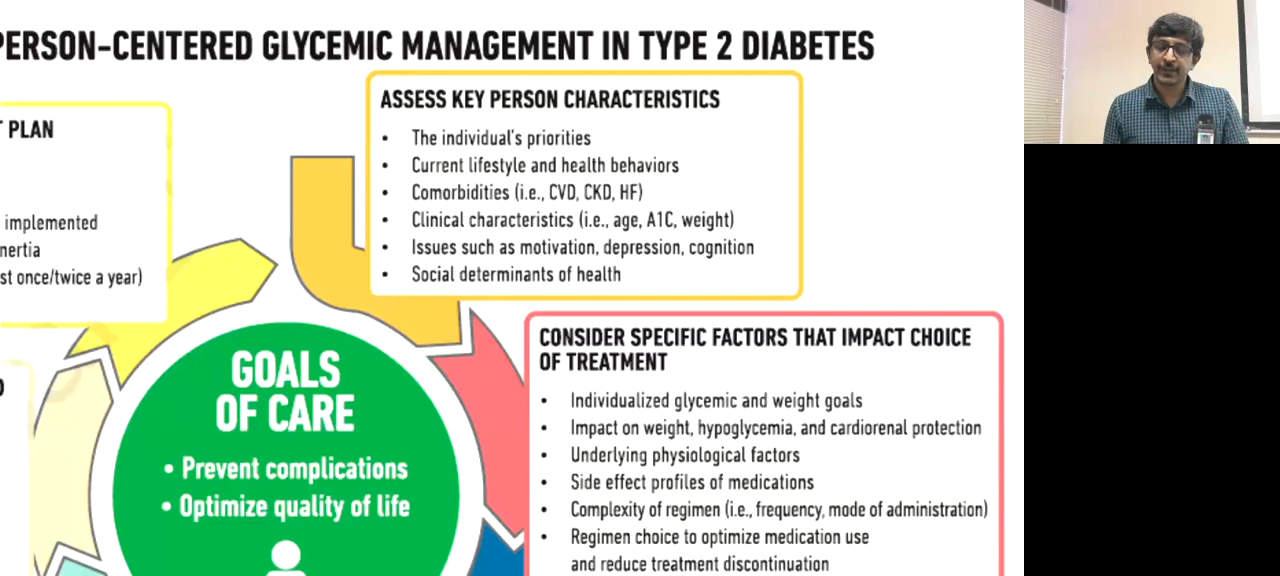 PERSON-CENTERED GLYCEMIC MANAGEMENT IN TYPE 2 DIABETES
PLAN
implemented
once/twice a year)
ASSESS KEY PERSON CHARACTERISTICS
• The individual's priorities
• Current lifestyle and health behaviors
• Comorbidities (i.e., CVD, CKD, HF)
• Clinical characteristics (i.e., age, A1C, weight)
• Issues such as motivation, depression, cognition
• Social determinants of health
CONSIDER SPECIFIC FACTORS THAT IMPACT CHOICE
OF TREATMENT
• Individualized glycemic and weight goals
• Impact on weight, hypoglycemia, and cardiorenal protection
• Underlying physiological factors
• Side effect profiles of medications
• Complexity of regimen (i.e., frequency, mode of administration)
• Regimen choice to optimize medication use
and reduce treatment discontinuation
GOALS
OF CARE
• Prevent complications
• Optimize quality of life